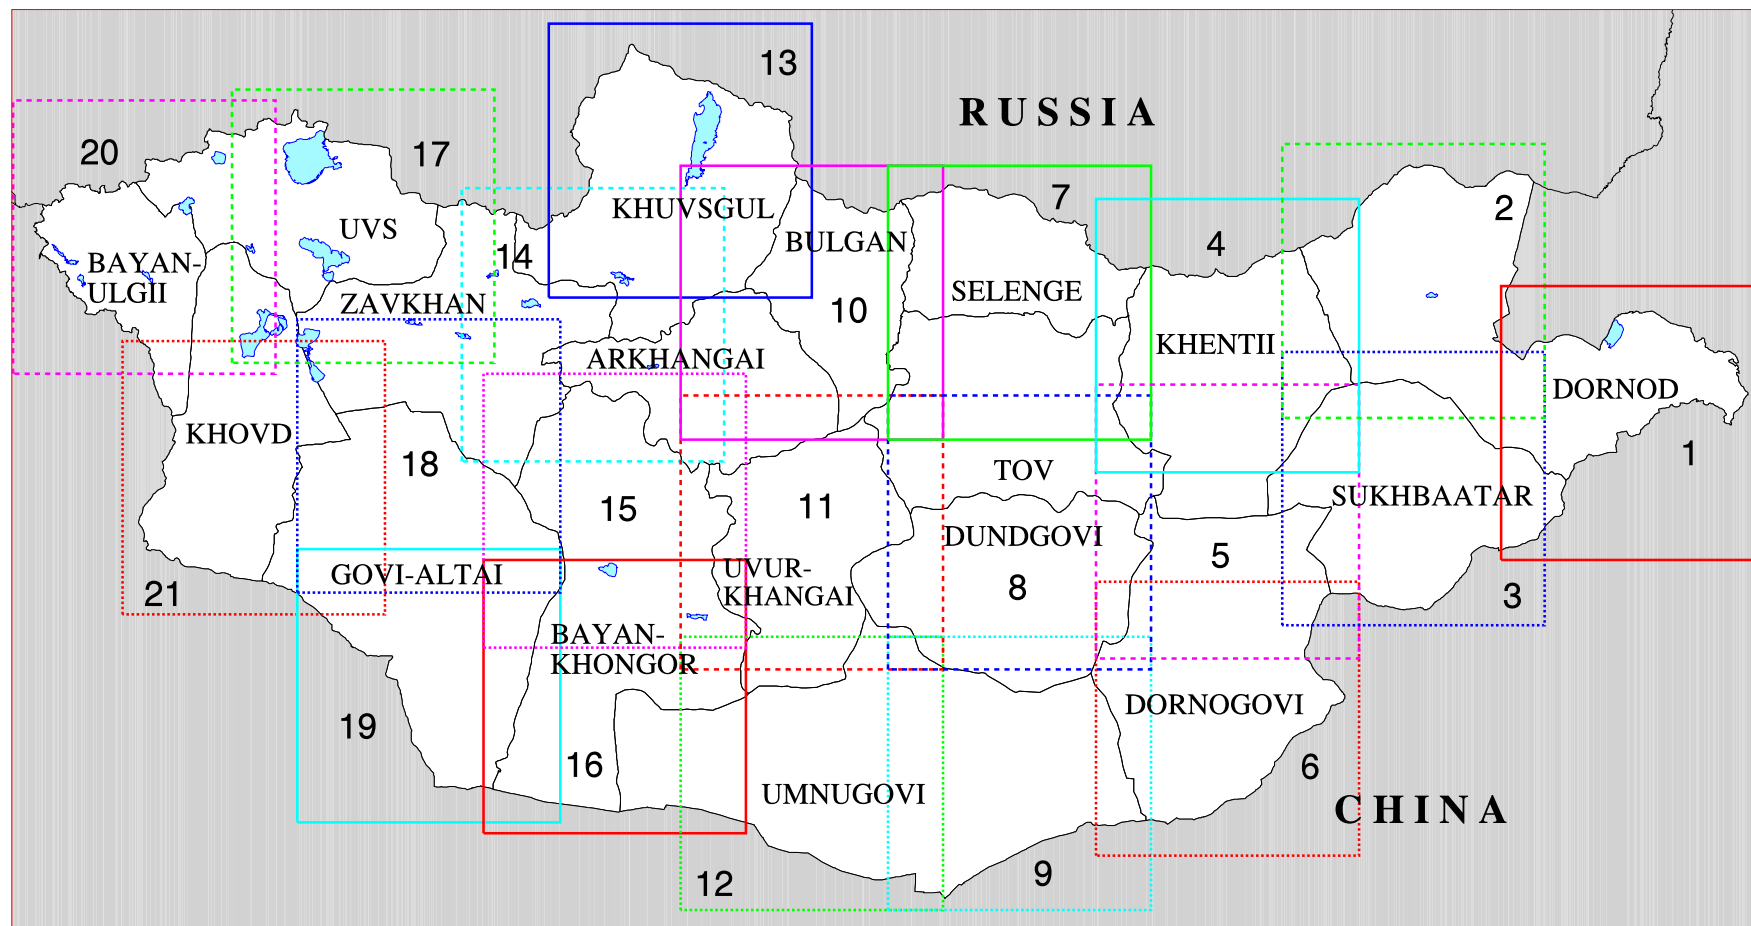 13
RUSSIA
20
17
7
2
KHUVSGUL
UVS
BULGAN
4
14
BAYAN-
ULGII
SELENGE
ZAVKHAN
10
KHENTII
ARKHANGAI
DORNOD
KHOVD
1
18
TOV
SUKHBAATAR
15
11
DUNDGOVI
5
GOVI-ALTAI
UVUR-
KHANGAI
8
21
3
BAYAN-
KHONGOR
DORNOGOVI
19
16
6
UMNUGOVI
CHINA
12
9